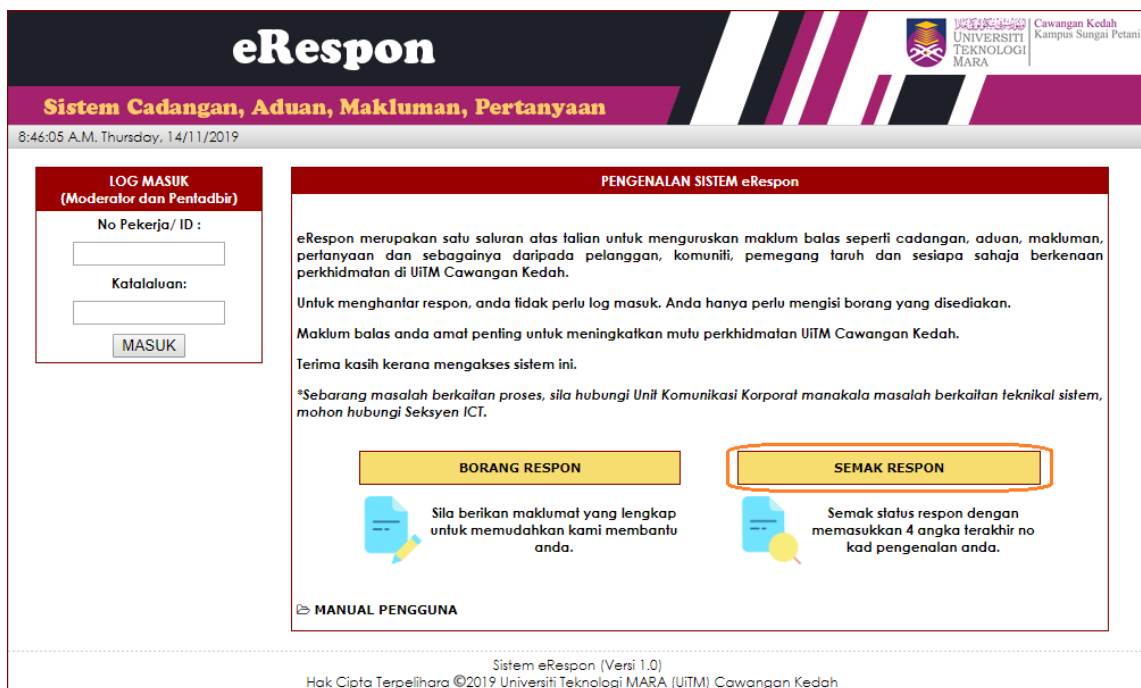 eRespon
UNIVERSITI
TEKNOLOGI
MARA
Cawangan Kedah
Kampus Sungai Petani
Sistem Cadangan, Aduan, Makluman, Pertanyaan
8:46:05 A.M. Thursday, 14/11/2019
LOG MASUK
(Moderator dan Pentadbir)
No Pekerja/ ID :
Katalaluan:
MASUK
PENGENALAN SISTEM eRespon
eRespon merupakan satu saluran atas talian untuk menguruskan maklum balas seperti cadangan, aduan, makluman,
pertanyaan dan sebagainya daripada pelanggan, komuniti, pemegang taruh dan sesiapa sahaja berkenaan
perkhidmatan di UiTM Cawangan Kedah.
Untuk menghantar respon, anda tidak perlu log masuk. Anda hanya perlu mengisi borang yang disediakan.
Maklum balas anda amat penting untuk meningkatkan mutu perkhidmatan UiTM Cawangan Kedah.
Terima kasih kerana mengakses sistem ini.
*Sebarang masalah berkaitan proses, sila hubungi Unit Komunikasi Korporat manakala masalah berkaitan teknikal sistem,
mohon hubungi Seksyen ICT.
BORANG RESPON
Sila berikan maklumat yang lengkap
untuk memudahkan kami membantu
anda.
SEMAK RESPON
Semak status respon dengan
memasukkan 4 angka terakhir no
kad pengenalan anda.
MANUAL PENGGUNA
Sistem eRespon (Versi 1.0)
Hak Cipta Terpelihara ©2019 Universiti Teknologi MARA (UiTM) Cawangan Kedah